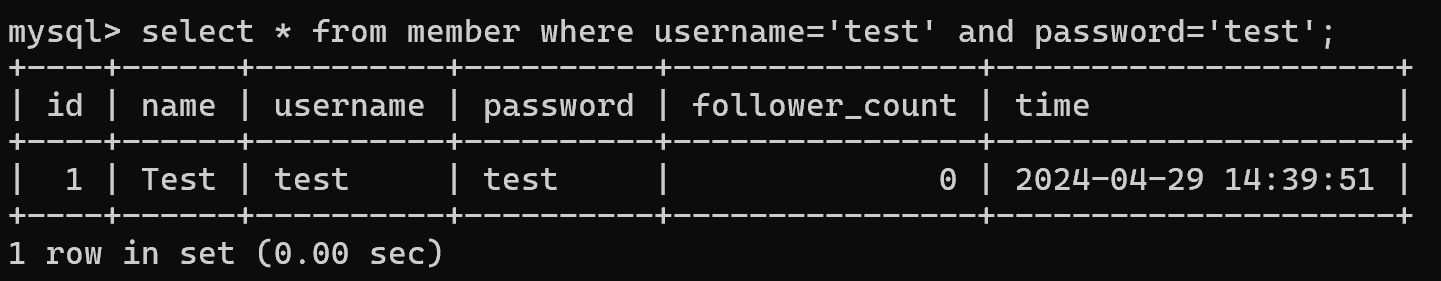 mysql> select * from member where username='test' and password='test';
+----+------+----------+----------+----------------+---------------------+
| id | name | username | password | follower_count | time                |
+----+------+----------+----------+----------------+---------------------+
|  1 | Test | test     | test     |              0 | 2024-04-29 14:39:51 |
+----+------+----------+----------+----------------+---------------------+
1 row in set (0.00 sec)